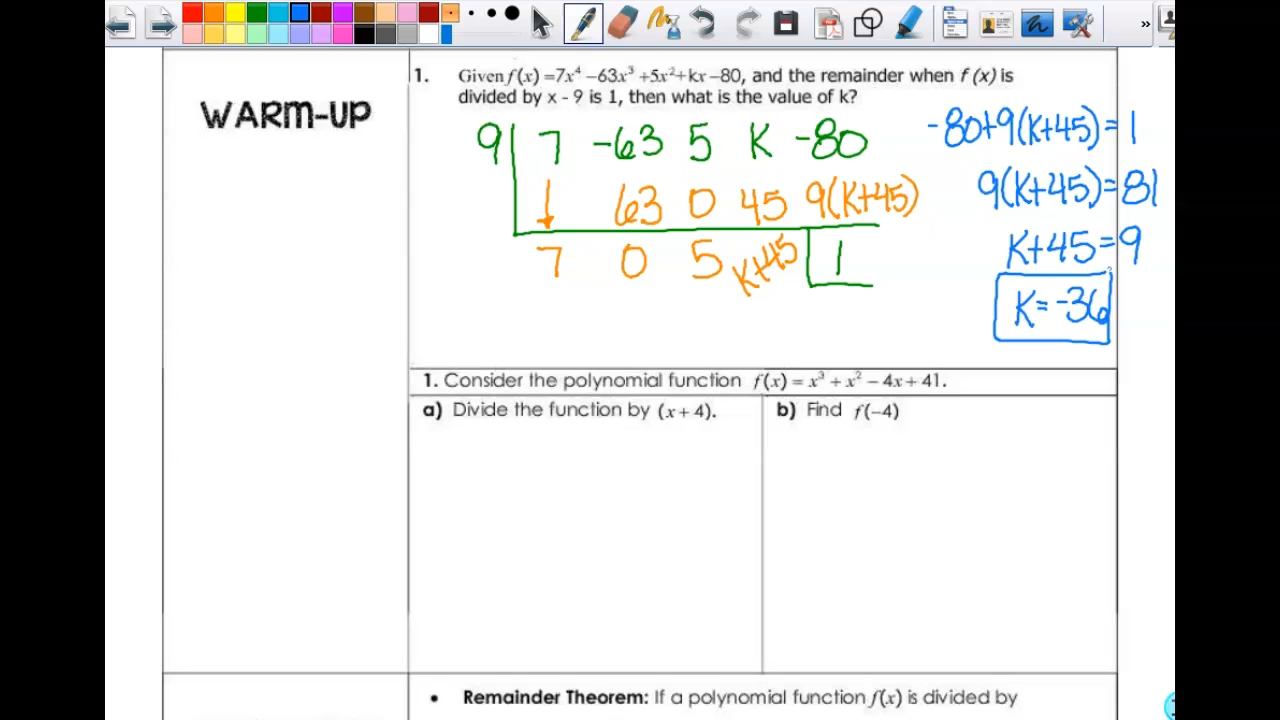 WARM-UP
1. Given f(x) =7x⁴ −63x³ +5x²+kx −80, and the remainder when f (x) is
divided by x - 9 is 1, then what is the value of k?
9 7 -63 5 K -80
↓ 63 0 45 9(K+45)
7 0 5 K+45 1
-80+9(K+45)=1
9(K+45)=81
K+45=9
K=-36
1. Consider the polynomial function f(x) = x³ + x² − 4x + 41.
a) Divide the function by (x + 4).
b) Find f(−4)
• Remainder Theorem: If a polynomial function f(x) is divided by